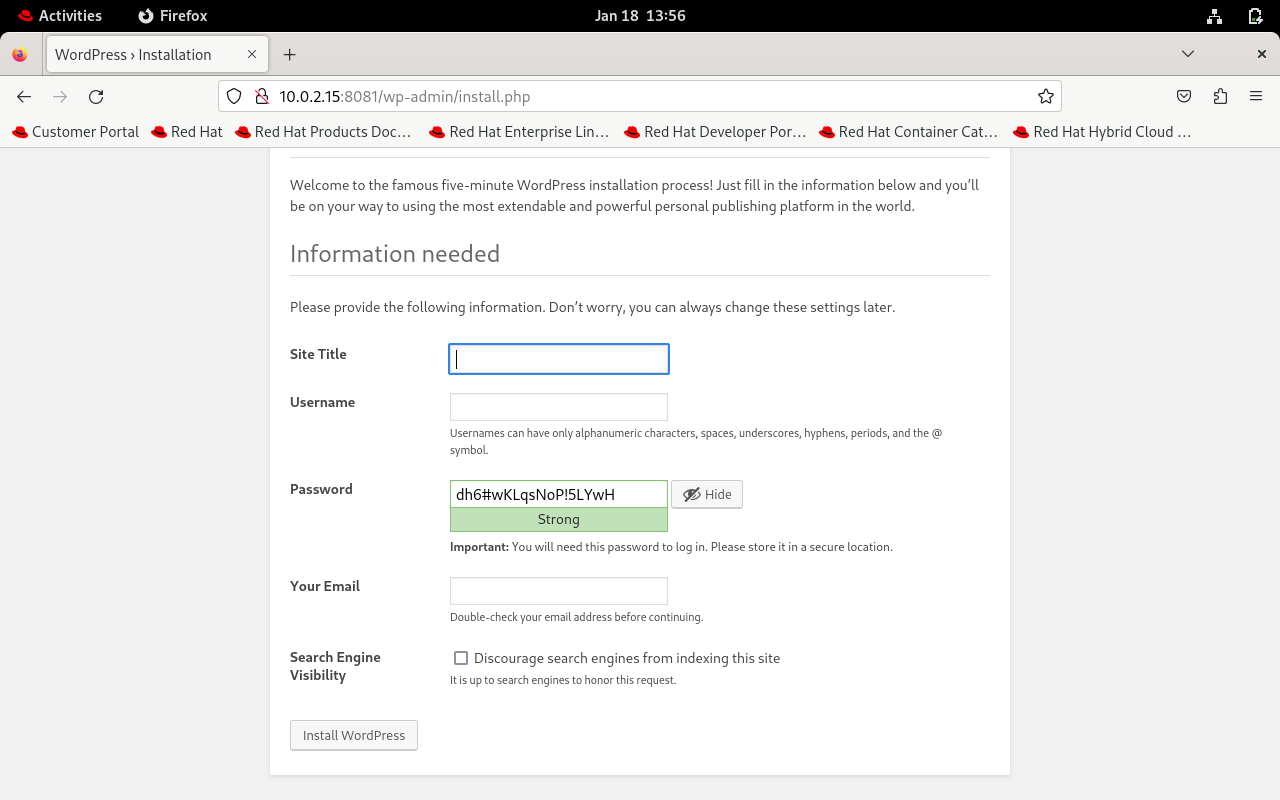 Activities
Firefox
Jan 18 13:56
WordPress › Installation
10.0.2.15:8081/wp-admin/install.php
Customer Portal
Red Hat
Red Hat Products Doc…
Red Hat Enterprise Lin…
Red Hat Developer Por…
Red Hat Container Cat…
Red Hat Hybrid Cloud …
Welcome to the famous five-minute WordPress installation process! Just fill in the information below and you’ll
be on your way to using the most extendable and powerful personal publishing platform in the world.
Information needed
Please provide the following information. Don’t worry, you can always change these settings later.
Site Title
Username
Usernames can have only alphanumeric characters, spaces, underscores, hyphens, periods, and the @
symbol.
Password
dh6#wKLqsNoP!5LYwH
Hide
Strong
Important: You will need this password to log in. Please store it in a secure location.
Your Email
Double-check your email address before continuing.
Search Engine
Visibility
Discourage search engines from indexing this site
It is up to search engines to honor this request.
Install WordPress